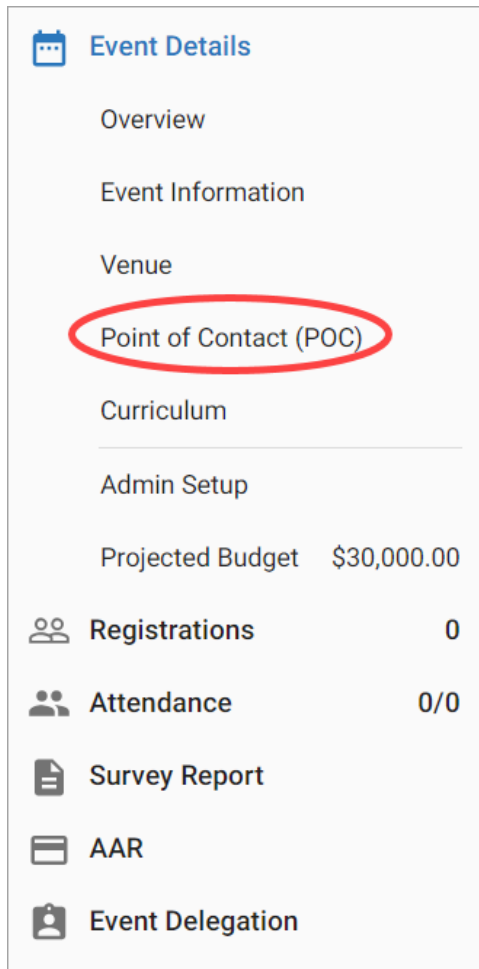 Event Details
Overview
Event Information
Venue
Point of Contact (POC)
Curriculum
Admin Setup
Projected Budget $30,000.00
Registrations 0
Attendance 0/0
Survey Report
AAR
Event Delegation